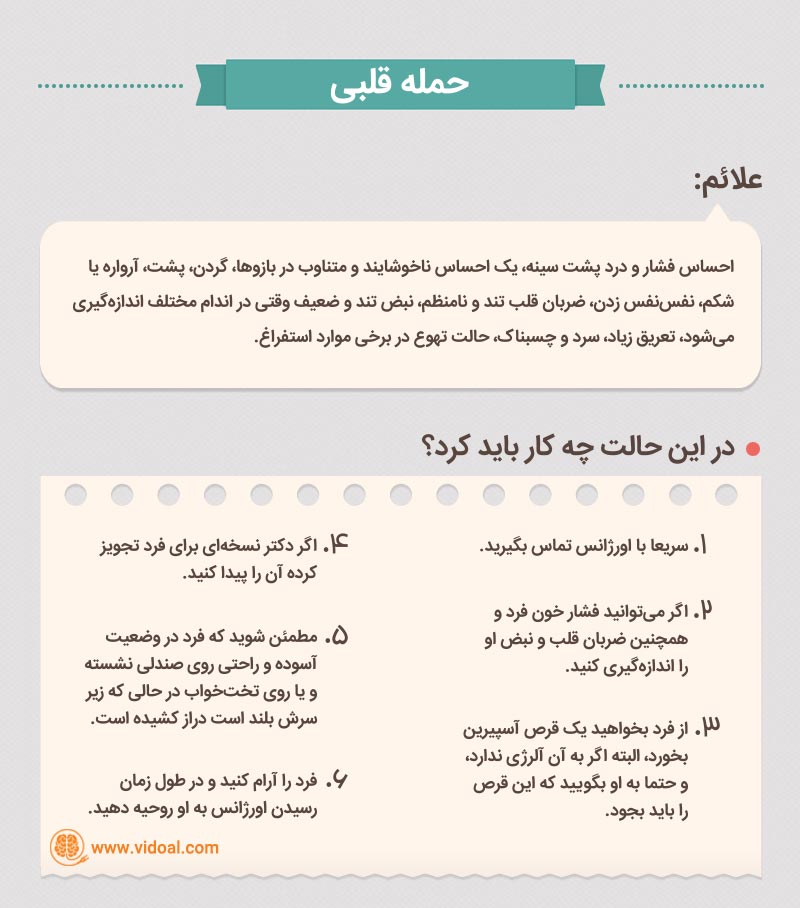 حمله قلبی
علائم:
احساس فشار و درد پشت سینه، یک احساس ناخوشایند و متناوب در بازوها، گردن، پشت، آرواره یا
شکم، نفس‌نفس زدن، ضربان قلب تند و نامنظم، نبض تند و ضعیف وقتی در اندام مختلف اندازه‌گیری
می‌شود، تعریق زیاد، سرد و چسبناک، حالت تهوع در برخی موارد استفراغ.
در این حالت چه کار باید کرد؟
۱. سریعا با اورژانس تماس بگیرید.
۲. اگر می‌توانید فشار خون فرد و
همچنین ضربان قلب و نبض او
را اندازه‌گیری کنید.
۳. از فرد بخواهید یک قرص آسپیرین
بخورد، البته اگر به آن آلرژی ندارد،
و حتما به او بگویید که این قرص
را باید بجود.
۴. اگر دکتر نسخه‌ای برای فرد تجویز
کرده آن را پیدا کنید.
۵. مطمئن شوید که فرد در وضعیت
آسوده و راحتی روی صندلی نشسته
و یا روی تخت‌خواب در حالی که زیر
سرش بلند است دراز کشیده است.
۶. فرد را آرام کنید و در طول زمان
رسیدن اورژانس به او روحیه دهید.
www.vidoal.com